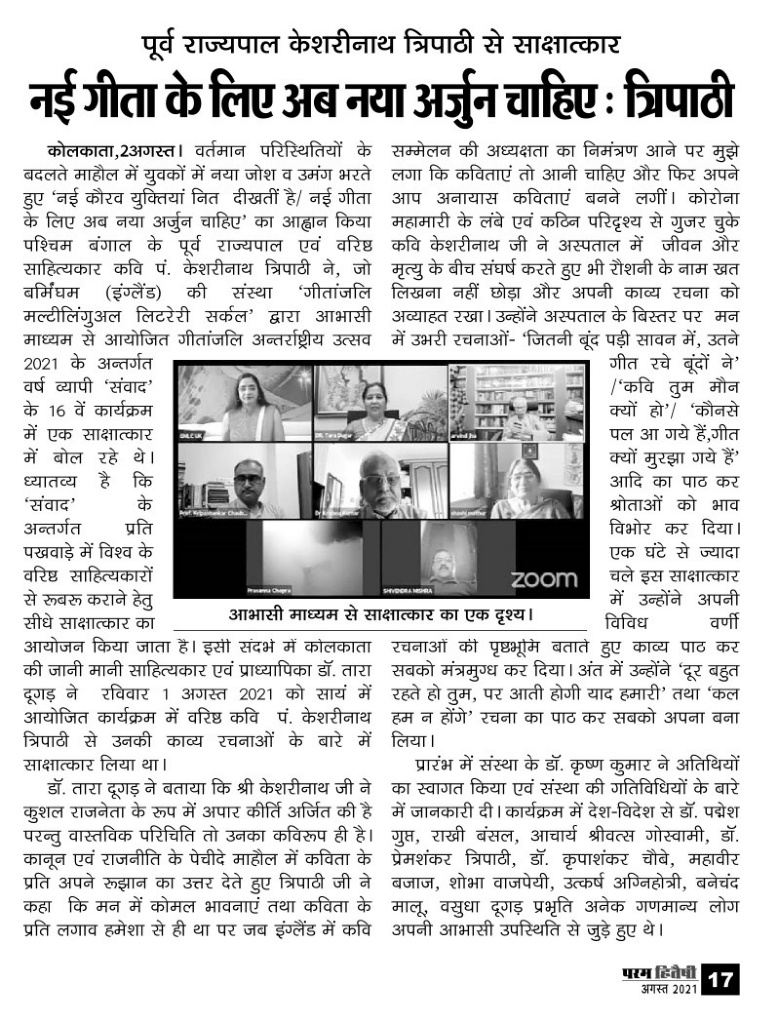 पूर्व राज्यपाल केशरीनाथ त्रिपाठी से साक्षात्कार
नई गीता के लिए अब नया अर्जुन चाहिए : त्रिपाठी
कोलकाता,2अगस्त। वर्तमान परिस्थितियों के
बदलते माहौल में युवकों में नया जोश व उमंग भरते
हुए ‘नई कौरव युक्तियां नित दीखतीं है/ नई गीता
के लिए अब नया अर्जुन चाहिए’ का आह्वान किया
पश्चिम बंगाल के पूर्व राज्यपाल एवं वरिष्ठ
साहित्यकार कवि पं. केशरीनाथ त्रिपाठी ने, जो
बर्मिंघम (इंग्लैंड) की संस्था ‘गीतांजलि
मल्टीलिंगुअल लिटरेरी सर्कल’ द्वारा आभासी
माध्यम से आयोजित गीतांजलि अन्तर्राष्ट्रीय उत्सव
2021 के अन्तर्गत
वर्ष व्यापी ‘संवाद’
के 16 वें कार्यक्रम
में एक साक्षात्कार
में बोल रहे थे।
ध्यातव्य है कि
‘संवाद’ के
अन्तर्गत प्रति
पखवाड़े में विश्व के
वरिष्ठ साहित्यकारों
से रूबरू कराने हेतु
सीधे साक्षात्कार का
आयोजन किया जाता है। इसी संदर्भ में कोलकाता
की जानी मानी साहित्यकार एवं प्राध्यापिका डॉ. तारा
दूगड़ ने रविवार 1 अगस्त 2021 को सायं में
आयोजित कार्यक्रम में वरिष्ठ कवि पं. केशरीनाथ
त्रिपाठी से उनकी काव्य रचनाओं के बारे में
साक्षात्कार लिया था।
डॉ. तारा दूगड़ ने बताया कि श्री केशरीनाथ जी ने
कुशल राजनेता के रूप में अपार कीर्ति अर्जित की है
परन्तु वास्तविक परिचिति तो उनका कविरूप ही है।
कानून एवं राजनीति के पेचीदे माहौल में कविता के
प्रति अपने रूझान का उत्तर देते हुए त्रिपाठी जी ने
कहा कि मन में कोमल भावनाएं तथा कविता के
प्रति लगाव हमेशा से ही था पर जब इंग्लैंड में कवि
सम्मेलन की अध्यक्षता का निमंत्रण आने पर मुझे
लगा कि कविताएं तो आनी चाहिए और फिर अपने
आप अनायास कविताएं बनने लगीं। कोरोना
महामारी के लंबे एवं कठिन परिदृश्य से गुजर चुके
कवि केशरीनाथ जी ने अस्पताल में जीवन और
मृत्यु के बीच संघर्ष करते हुए भी रौशनी के नाम खत
लिखना नहीं छोड़ा और अपनी काव्य रचना को
अव्याहत रखा। उन्होंने अस्पताल के बिस्तर पर मन
में उभरी रचनाओं- ‘जितनी बूंद पड़ी सावन में, उतने
गीत रचे बूंदों ने’
/‘कवि तुम मौन
क्यों हो’/ ‘कौनसे
पल आ गये हैं,गीत
क्यों मुरझा गये हैं’
आदि का पाठ कर
श्रोताओं को भाव
विभोर कर दिया।
एक घंटे से ज्यादा
चले इस साक्षात्कार
में उन्होंने अपनी
विविध वर्णी
रचनाओं की पृष्ठभूमि बताते हुए काव्य पाठ कर
सबको मंत्रमुग्ध कर दिया। अंत में उन्होंने ‘दूर बहुत
रहते हो तुम, पर आती होगी याद हमारी’ तथा ‘कल
हम न होंगे’ रचना का पाठ कर सबको अपना बना
लिया।
प्रारंभ में संस्था के डॉ. कृष्ण कुमार ने अतिथियों
का स्वागत किया एवं संस्था की गतिविधियों के बारे
में जानकारी दी। कार्यक्रम में देश-विदेश से डॉ. पद्मेश
गुप्त, राखी बंसल, आचार्य श्रीवत्स गोस्वामी, डॉ.
प्रेमशंकर त्रिपाठी, डॉ. कृपाशंकर चौबे, महावीर
बजाज, शोभा वाजपेयी, उत्कर्ष अग्निहोत्री, बनेचंद
मालू, वसुधा दूगड़ प्रभृति अनेक गणमान्य लोग
अपनी आभासी उपस्थिति से जुड़े हुए थे।
GMLC UK
DR. Tara Dugar
arvind jha
Prof. Kripashankar Chaub...
Dr Krishna Kumar
shashi mathur
Prasanna Chopra
SHIVENDRA MISHRA
zoom
आभासी माध्यम से साक्षात्कार का एक दृश्य।
परम हितैषी
अगस्त 2021
17